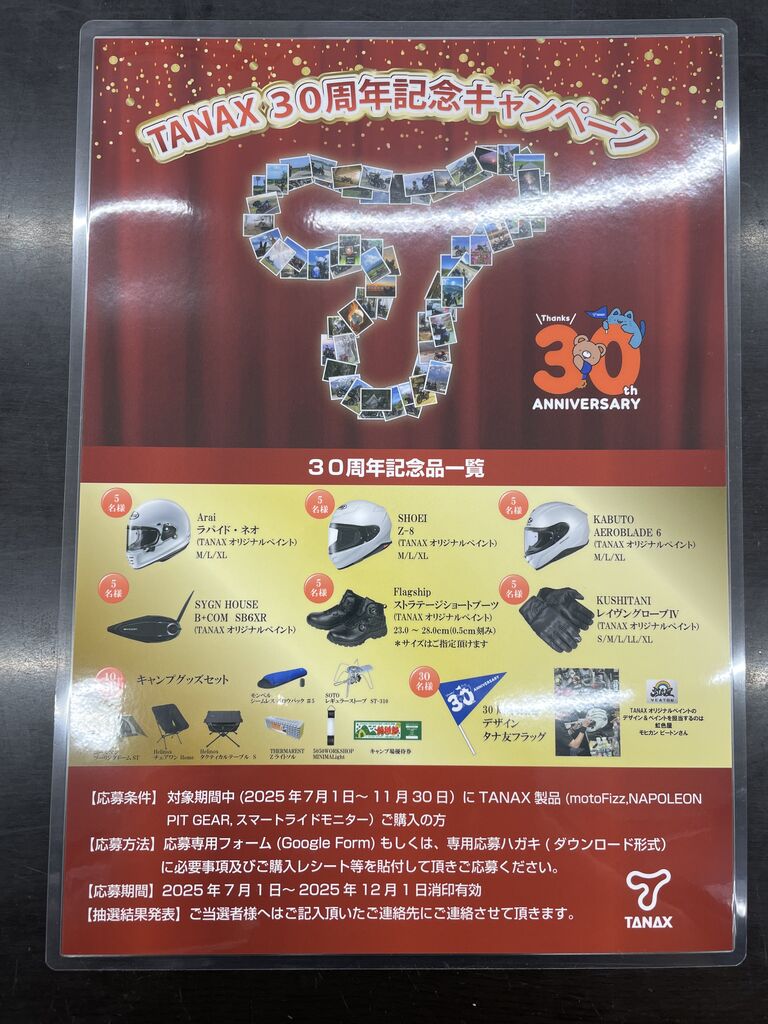 TANAX 30周年記念キャンペーン
\Thanks/
30th
ANNIVERSARY
30周年記念品一覧
5名様
Arai
ラパイド・ネオ
(TANAX オリジナルペイント)
M/L/XL
5名様
SHOEI
Z-8
(TANAX オリジナルペイント)
M/L/XL
5名様
KABUTO
AEROBLADE 6
(TANAX オリジナルペイント)
M/L/XL
5名様
SYGN HOUSE
B+COM SB6XR
(TANAX オリジナルペイント)
5名様
Flagship
ストラテージショートブーツ
(TANAX オリジナルペイント)
23.0 ~ 28.0cm(0.5cm刻み)
*サイズはご指定頂けます
5名様
KUSHITANI
レイヴングローブⅣ
(TANAX オリジナルペイント)
S/M/L/LL/XL
10
キャンプグッズセット
モンベル
シームレスダウンハガー
SOTO
レギュレーターストーブ ST-310
Helinox
チェアワン Home
Helinox
タクティカルテーブル S
THERMAREST
Zライトソル
5050WORKSHOP
MINIMALight
キャンプ場優待券
30名様
30 ANNIVERSARY
30
デザイン
タナ友フラッグ
TANAX オリジナルペイントの
デザイン&ペイントを担当するのは
虹色屋
モヒカン ビートンさん
【応募条件】 対象期間中 (2025年7月1日~ 11月30日) に TANAX 製品 (motoFizz,NAPOLEON
PIT GEAR, スマートライドモニター) ご購入の方
【応募方法】 応募専用フォーム (Google Form) もしくは、専用応募ハガキ ( ダウンロード形式)
に必要事項及びご購入レシート等を貼付して頂きご応募ください。
【応募期間】 2025年7月1日~ 2025年12月1日消印有効
【抽選結果発表】 ご当選者様へはご記入頂いたご連絡先にご連絡させて頂きます。
TANAX